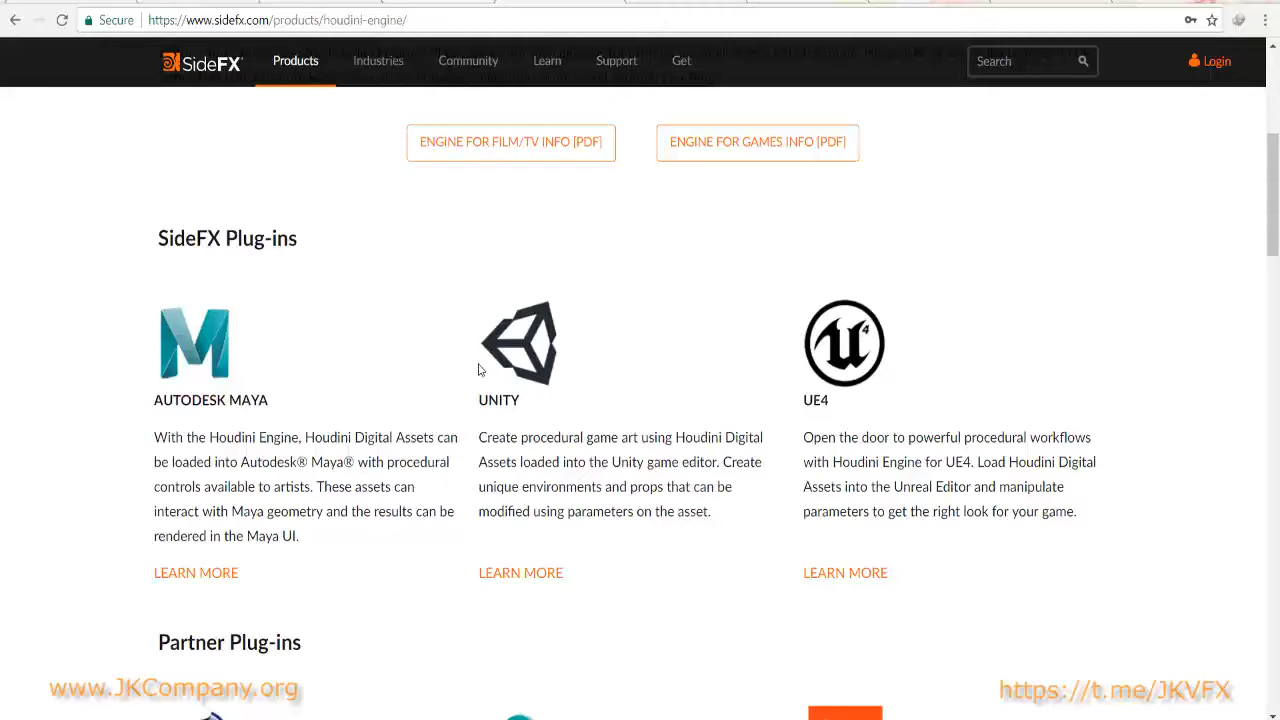 Secure https://www.sidefx.com/products/houdini-engine/
SideFX Products Industries Community Learn Support Get Search Login
ENGINE FOR FILM/TV INFO [PDF] ENGINE FOR GAMES INFO [PDF]
SideFX Plug-ins
AUTODESK MAYA
With the Houdini Engine, Houdini Digital Assets can
be loaded into Autodesk® Maya® with procedural
controls available to artists. These assets can
interact with Maya geometry and the results can be
rendered in the Maya UI.
LEARN MORE
UNITY
Create procedural game art using Houdini Digital
Assets loaded into the Unity game editor. Create
unique environments and props that can be
modified using parameters on the asset.
LEARN MORE
UE4
Open the door to powerful procedural workflows
with Houdini Engine for UE4. Load Houdini Digital
Assets into the Unreal Editor and manipulate
parameters to get the right look for your game.
LEARN MORE
Partner Plug-ins
www.JKCompany.org
https://t.me/JKVFX